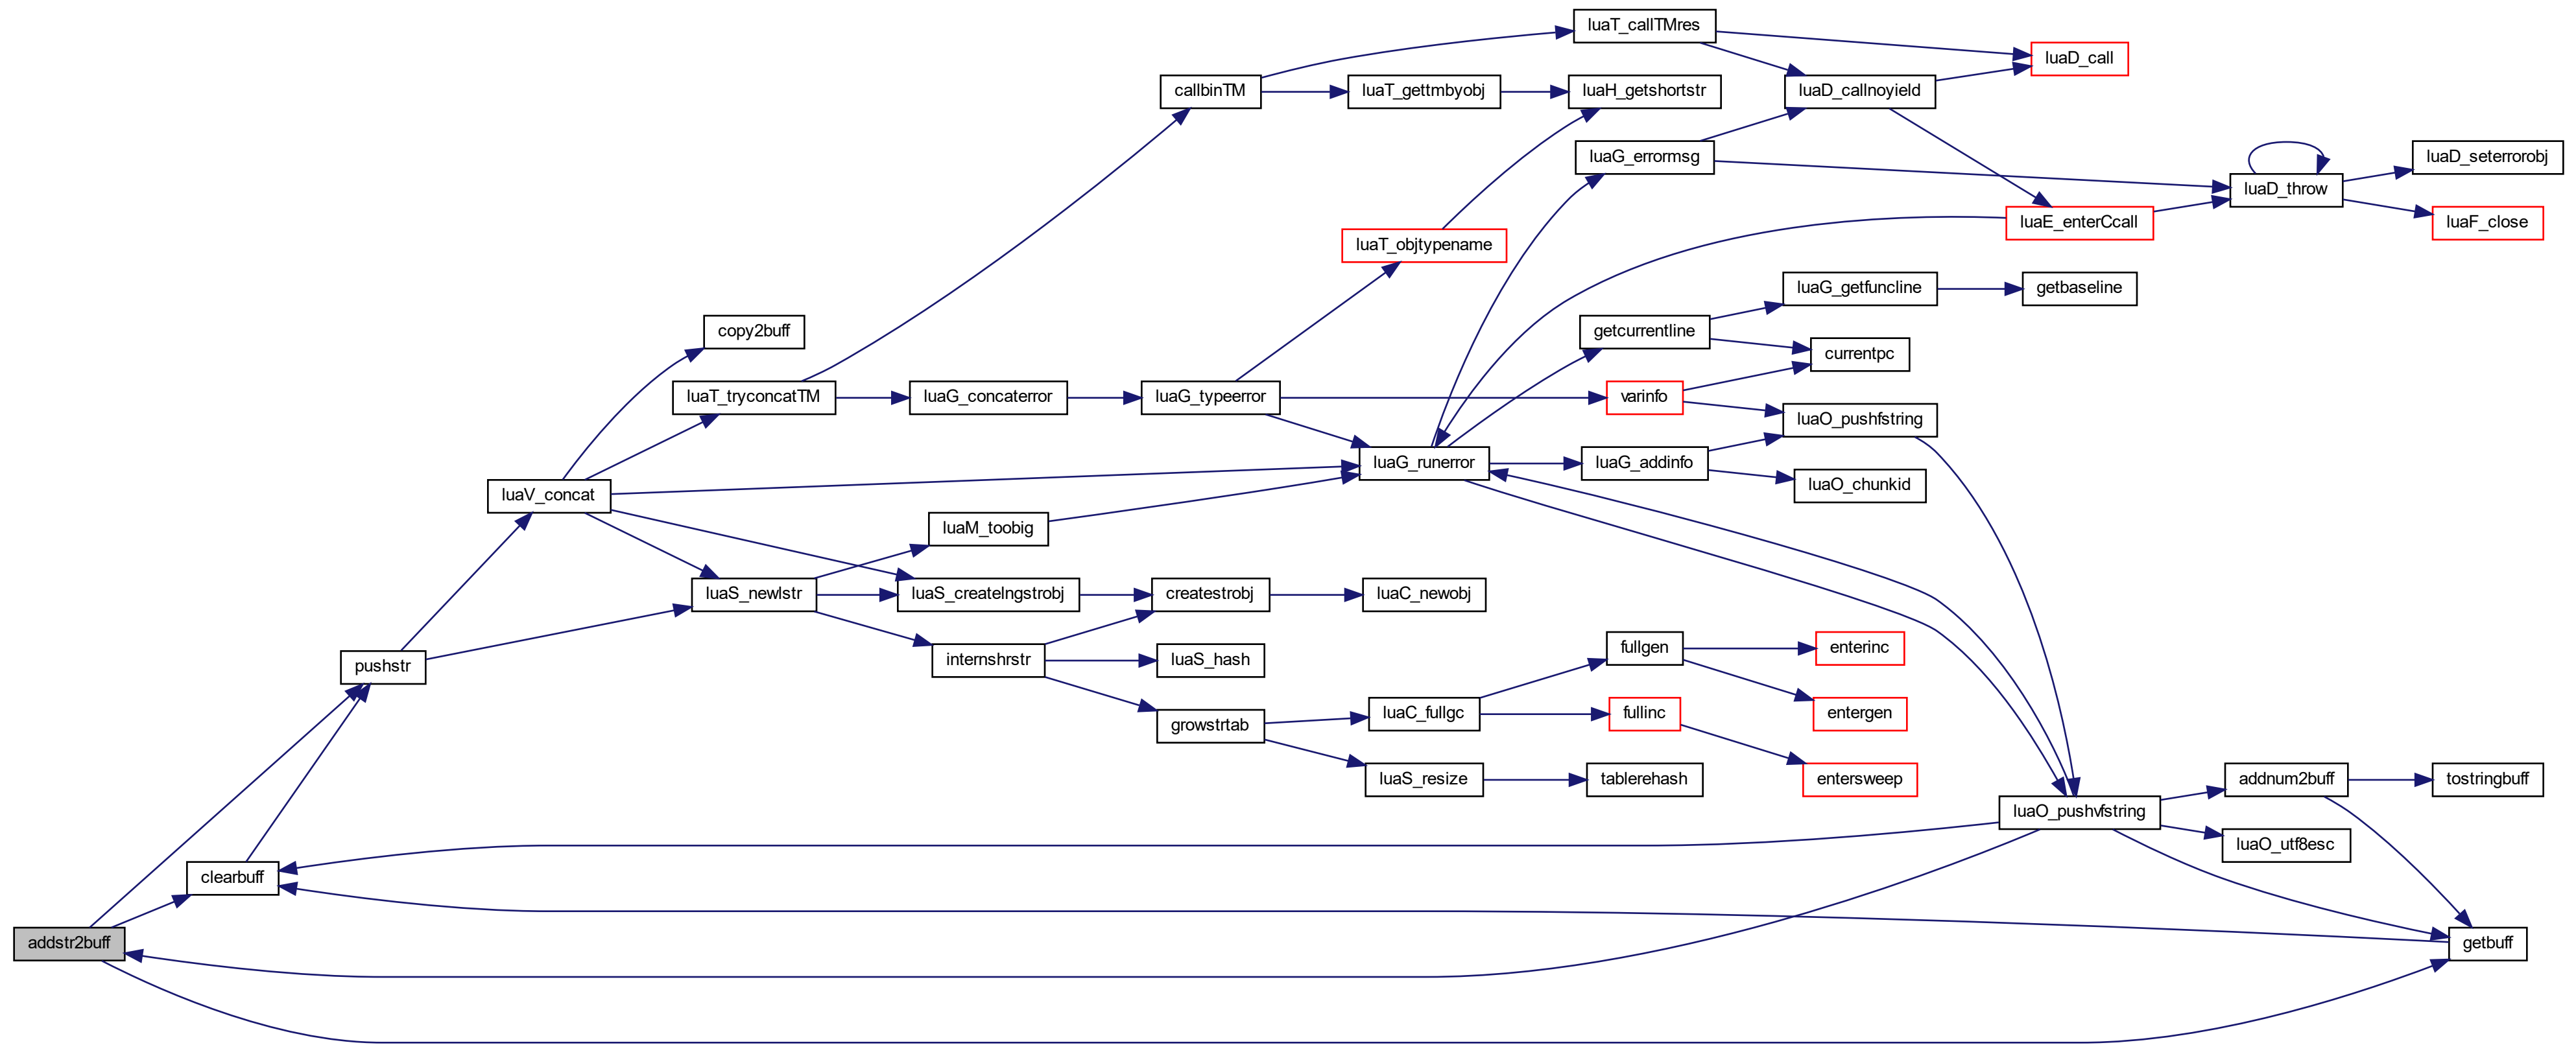 luaT_callTMres
luaD_call
callbinTM
luaT_gettmbyobj
luaH_getshortstr
luaD_callnoyield
luaG_errormsg
luaD_seterrorobj
luaD_throw
luaT_objtypename
luaE_enterCcall
luaF_close
luaG_getfuncline
getbaseline
copy2buff
getcurrentline
currentpc
luaT_tryconcatTM
luaG_concaterror
luaG_typeerror
varinfo
luaO_pushfstring
luaG_runerror
luaG_addinfo
luaO_chunkid
luaV_concat
luaM_toobig
luaS_newlstr
luaS_createlngstrobj
createstrobj
luaC_newobj
pushstr
internshrstr
luaS_hash
fullgen
enterinc
growstrtab
luaC_fullgc
fullinc
entergen
luaS_resize
tablerehash
entersweep
addnum2buff
tostringbuff
luaO_pushvfstring
luaO_utf8esc
clearbuff
addstr2buff
getbuff